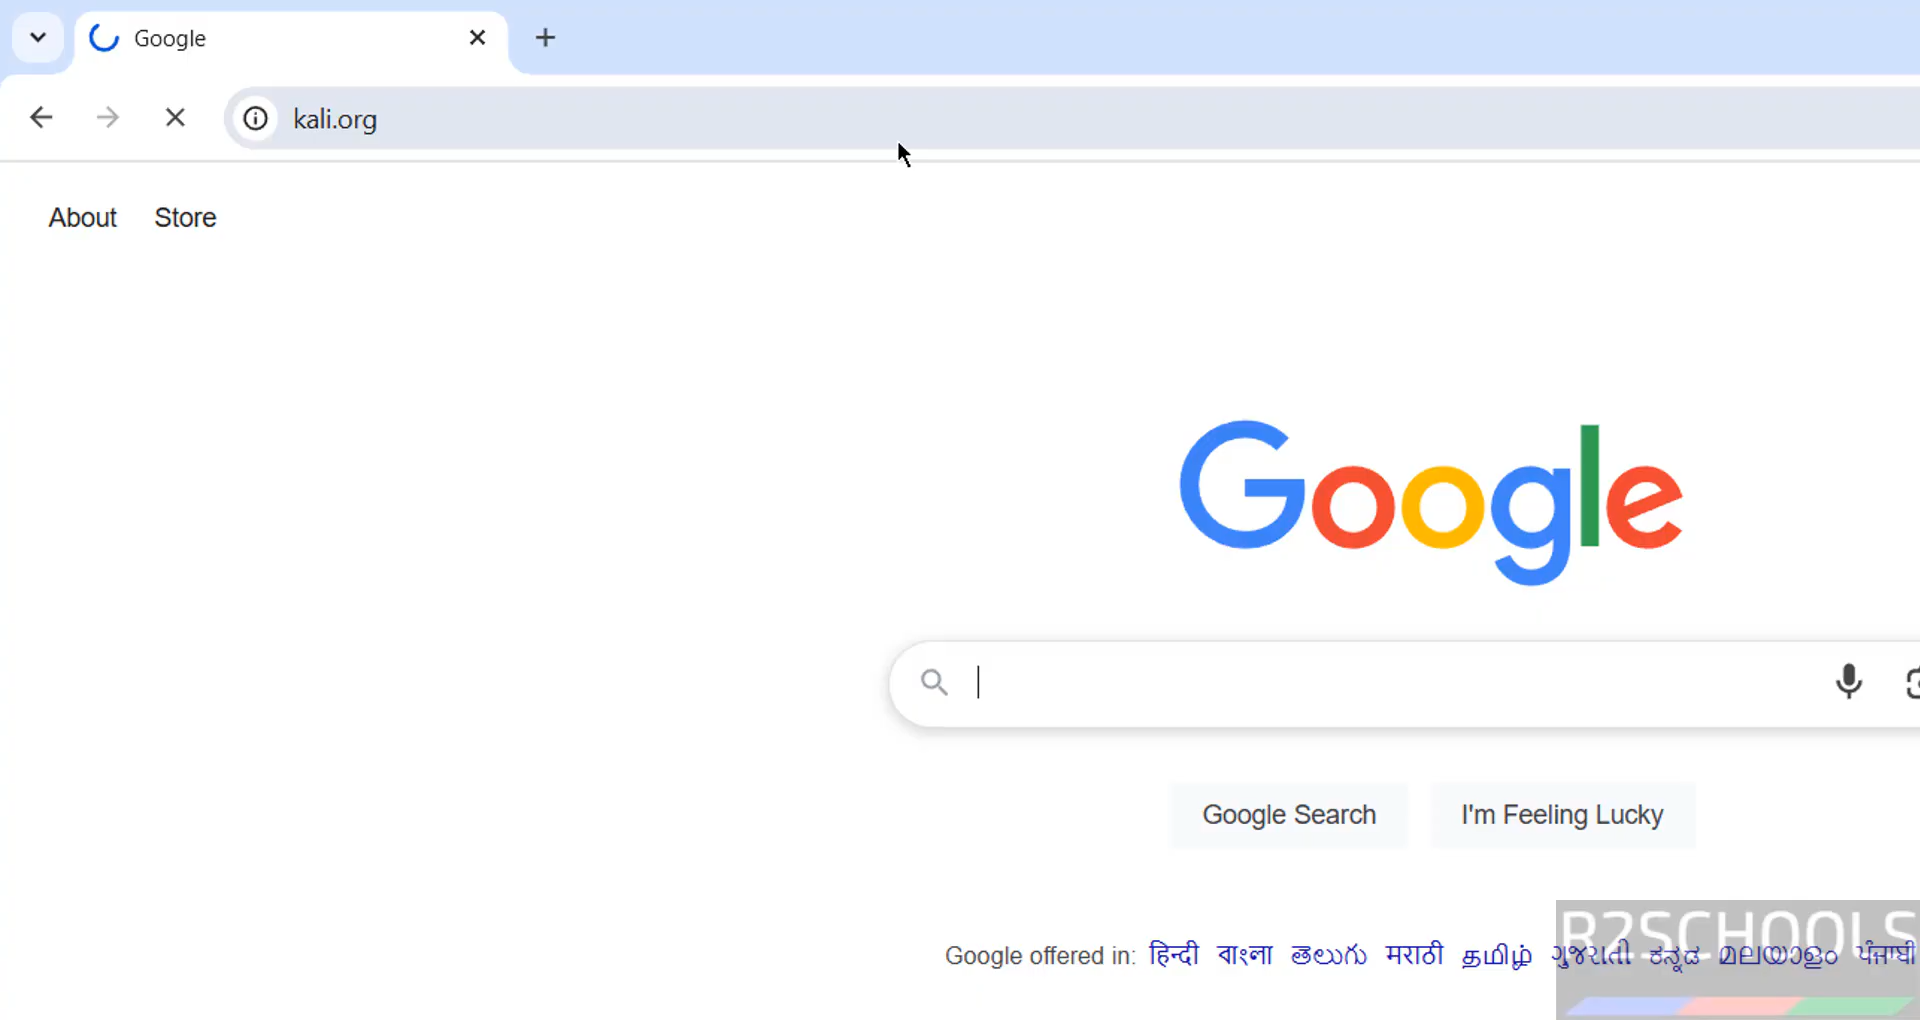 Google
kali.org
About Store
Google
Google Search I'm Feeling Lucky
Google offered in: हिन्दी বাংলা తెలుగు मराठी தமிழ் ગુજરાતી ಕನ್ನಡ മലയാളം ਪੰਜਾਬੀ
R2SCHOOLS